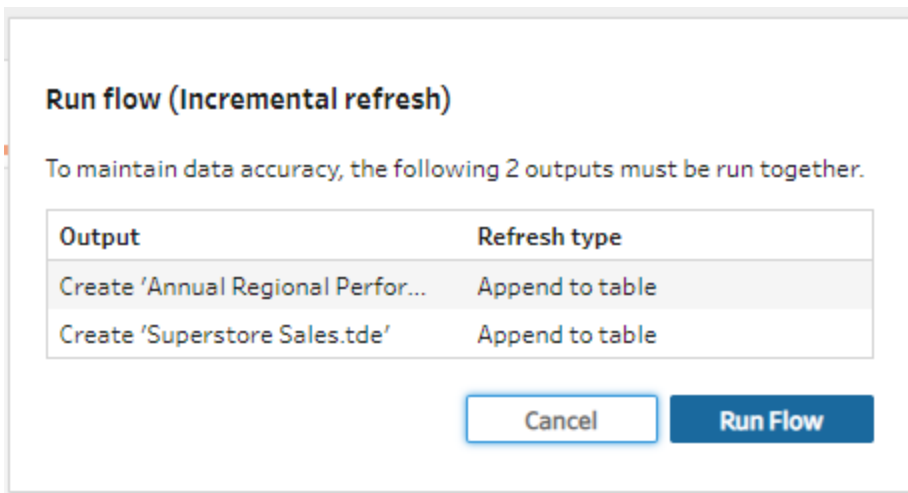 Run flow (Incremental refresh)
To maintain data accuracy, the following 2 outputs must be run together.
Output Refresh type
Create 'Annual Regional Perfor... Append to table
Create 'Superstore Sales.tde' Append to table
Cancel Run Flow